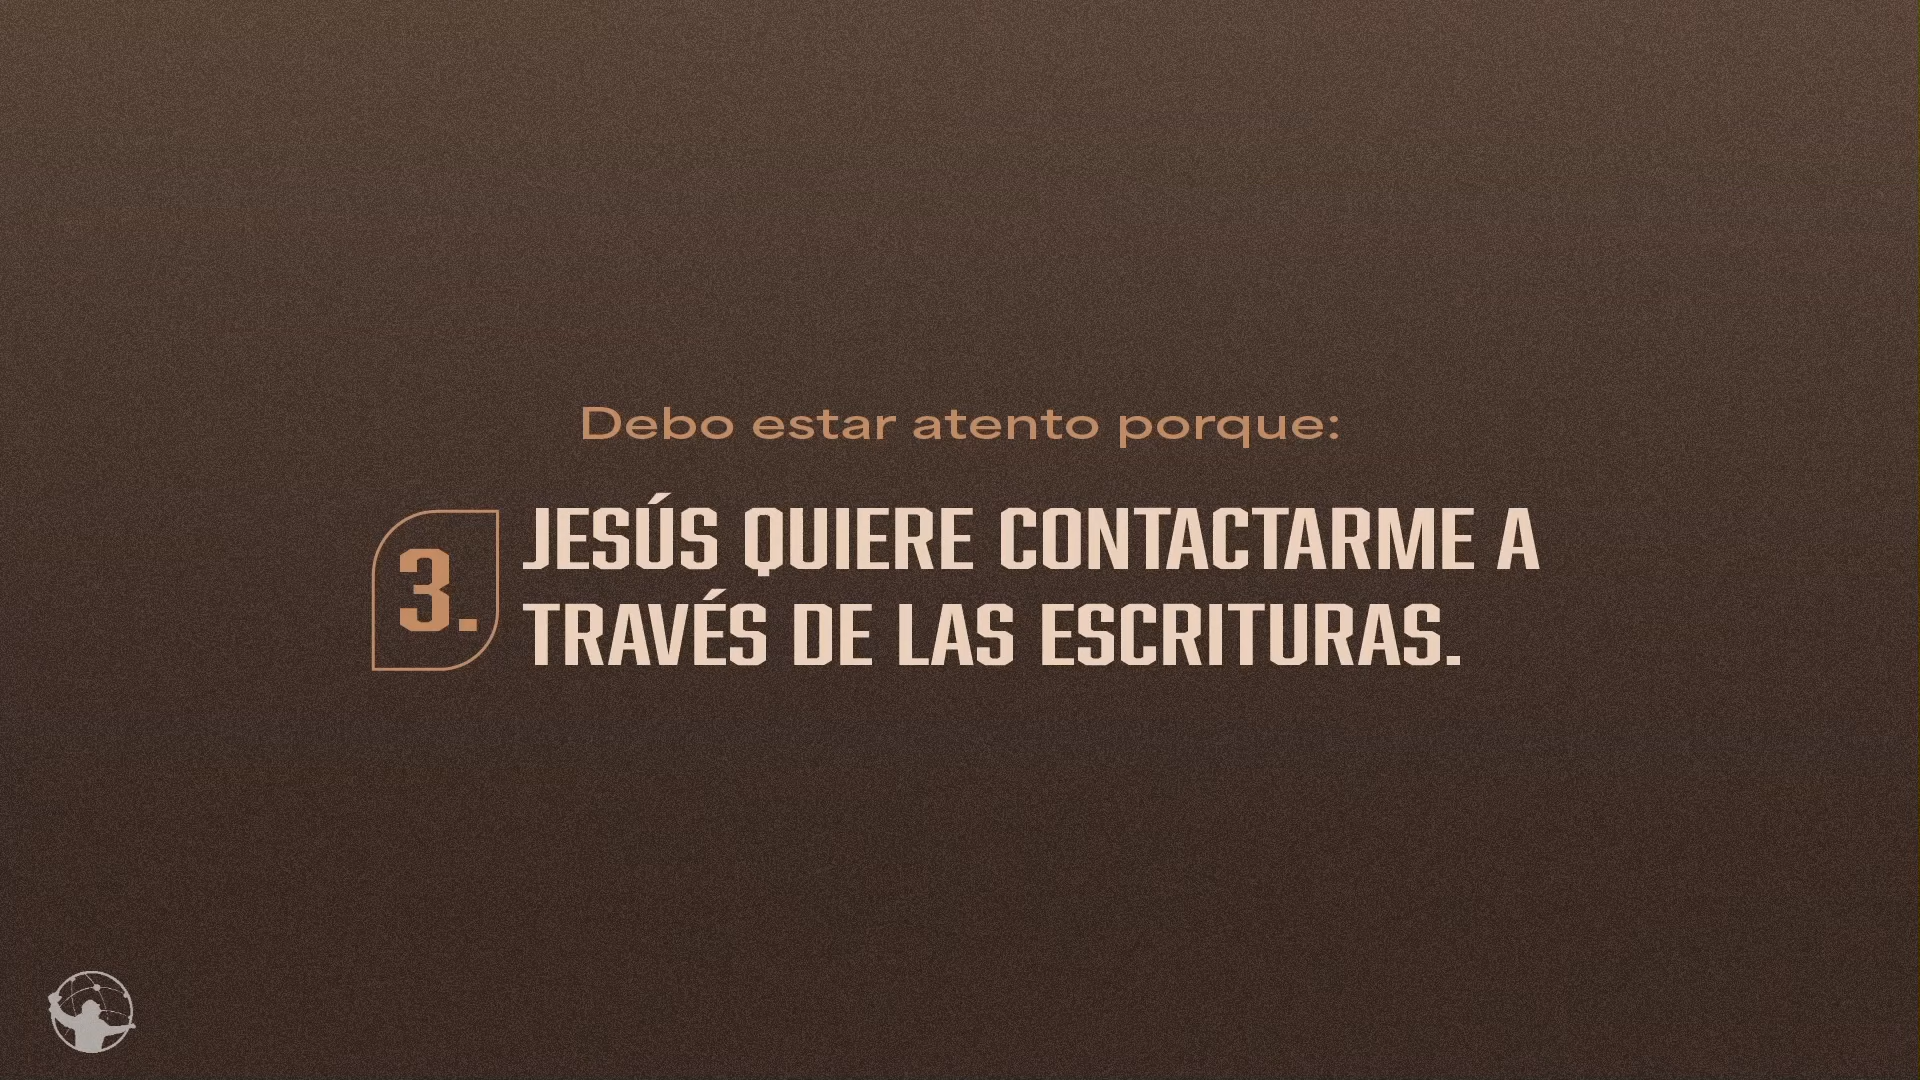 Debo estar atento porque:
3. JESÚS QUIERE CONTACTARME A
TRAVÉS DE LAS ESCRITURAS.